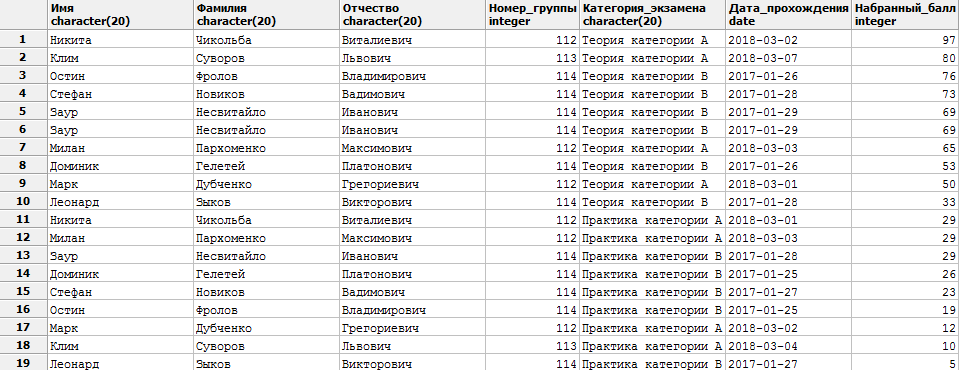 Имя Фамилия Отчество Номер_группы Категория_экзамена Дата_прохождения Набранный_балл
character(20) character(20) character(20) integer character(20) date integer
1 Никита Чикольба Виталиевич 112 Теория категории А 2018-03-02 97
2 Клим Суворов Львович 113 Теория категории А 2018-03-07 80
3 Остин Фролов Владимирович 114 Теория категории В 2017-01-26 76
4 Стефан Новиков Вадимович 114 Теория категории В 2017-01-28 73
5 Заур Несвитайло Иванович 114 Теория категории В 2017-01-29 69
6 Заур Несвитайло Иванович 114 Теория категории В 2017-01-29 69
7 Милан Пархоменко Максимович 112 Теория категории А 2018-03-03 65
8 Доминик Гелетей Платонович 114 Теория категории В 2017-01-26 53
9 Марк Дубченко Грегориевич 112 Теория категории А 2018-03-01 50
10 Леонард Зыков Викторович 114 Теория категории В 2017-01-28 33
11 Никита Чикольба Виталиевич 112 Практика категории А 2018-03-01 29
12 Милан Пархоменко Максимович 112 Практика категории А 2018-03-03 29
13 Заур Несвитайло Иванович 114 Практика категории В 2017-01-28 29
14 Доминик Гелетей Платонович 114 Практика категории В 2017-01-25 26
15 Стефан Новиков Вадимович 114 Практика категории В 2017-01-27 23
16 Остин Фролов Владимирович 114 Практика категории В 2017-01-25 19
17 Марк Дубченко Грегориевич 112 Практика категории А 2018-03-02 12
18 Клим Суворов Львович 113 Практика категории А 2018-03-04 10
19 Леонард Зыков Викторович 114 Практика категории В 2017-01-27 5